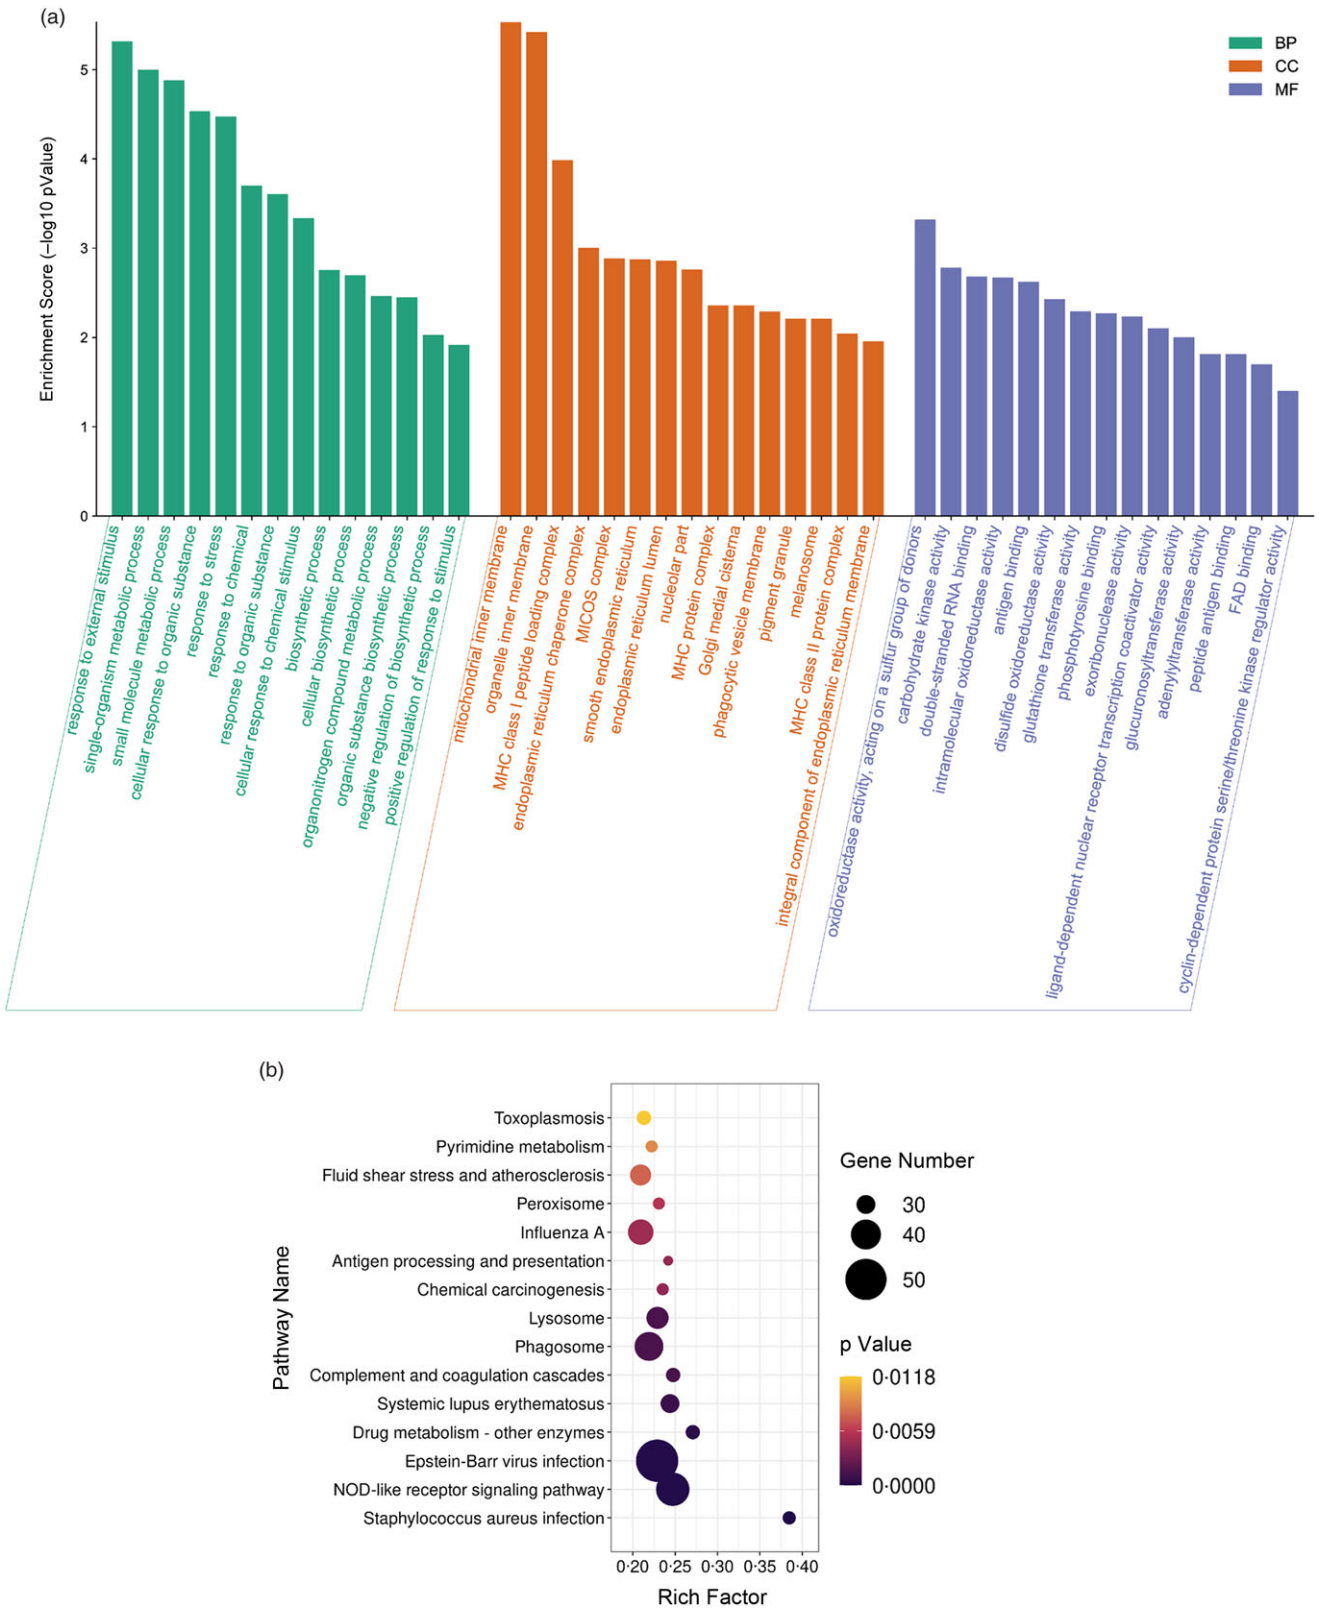 (a)
BP
CC
MF
Enrichment Score (–log10 pValue)
5
4
3
2
1
0
response to external stimulus
single-organism metabolic process
small molecule metabolic process
cellular response to organic substance
response to stress
response to chemical
response to organic substance
cellular response to chemical stimulus
biosynthetic process
cellular biosynthetic process
organonitrogen compound metabolic process
organic substance biosynthetic process
negative regulation of biosynthetic process
positive regulation of response to stimulus
mitochondrial inner membrane
organelle inner membrane
MHC class I peptide loading complex
endoplasmic reticulum chaperone complex
MICOS complex
smooth endoplasmic reticulum
endoplasmic reticulum lumen
nucleolar part
MHC protein complex
Golgi medial cisterna
phagocytic vesicle membrane
pigment granule
melanosome
MHC class II protein complex
integral component of endoplasmic reticulum membrane
oxidoreductase activity, acting on a sulfur group of donors
carbohydrate kinase activity
double-stranded RNA binding
intramolecular oxidoreductase activity
antigen binding
disulfide oxidoreductase activity
glutathione transferase activity
phosphotyrosine binding
exoribonuclease activity
ligand-dependent nuclear receptor transcription coactivator activity
glucuronosyltransferase activity
adenylyltransferase activity
peptide antigen binding
FAD binding
cyclin-dependent protein serine/threonine kinase regulator activity
(b)
Pathway Name
Toxoplasmosis
Pyrimidine metabolism
Fluid shear stress and atherosclerosis
Peroxisome
Influenza A
Antigen processing and presentation
Chemical carcinogenesis
Lysosome
Phagosome
Complement and coagulation cascades
Systemic lupus erythematosus
Drug metabolism - other enzymes
Epstein-Barr virus infection
NOD-like receptor signaling pathway
Staphylococcus aureus infection
0·20 0·25 0·30 0·35 0·40
Rich Factor
Gene Number
30
40
50
p Value
0·0118
0·0059
0·0000